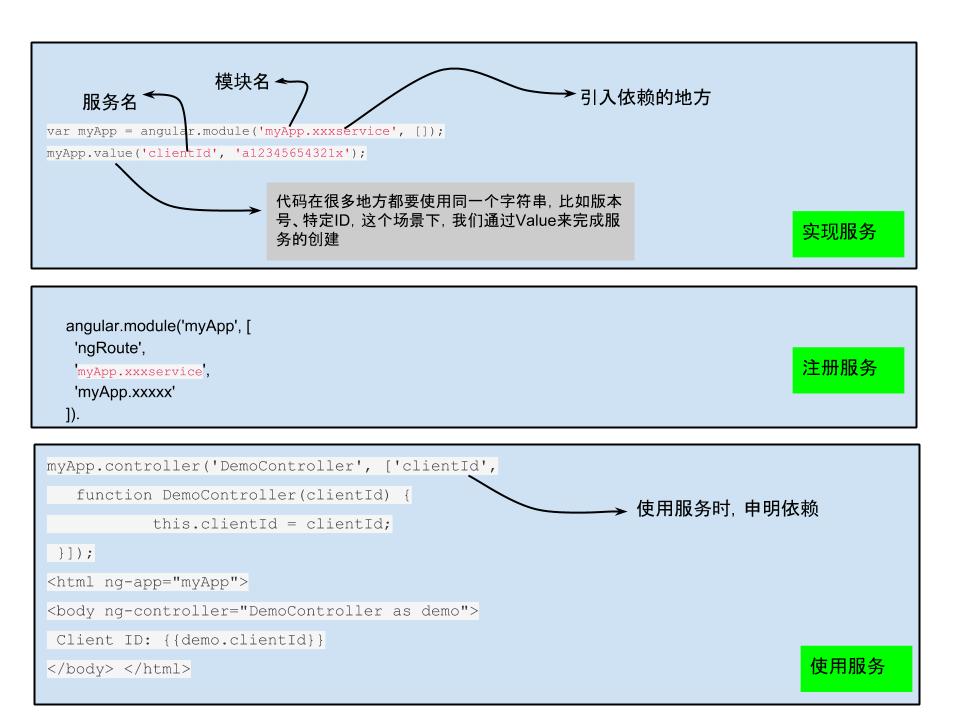 模块名
服务名
引入依赖的地方
var myApp = angular.module('myApp.xxxservice', []);
myApp.value('clientId', 'a12345654321x');
代码在很多地方都要使用同一个字符串, 比如版本
号、特定ID, 这个场景下, 我们通过Value来完成服
务的创建
实现服务
angular.module('myApp', [
'ngRoute',
'myApp.xxxservice',
'myApp.xxxxx'
]).
注册服务
myApp.controller('DemoController', ['clientId',
function DemoController(clientId) {
this.clientId = clientId;
}]);
使用服务时, 申明依赖
<html ng-app="myApp">
<body ng-controller="DemoController as demo">
Client ID: {{demo.clientId}}
</body> </html>
使用服务